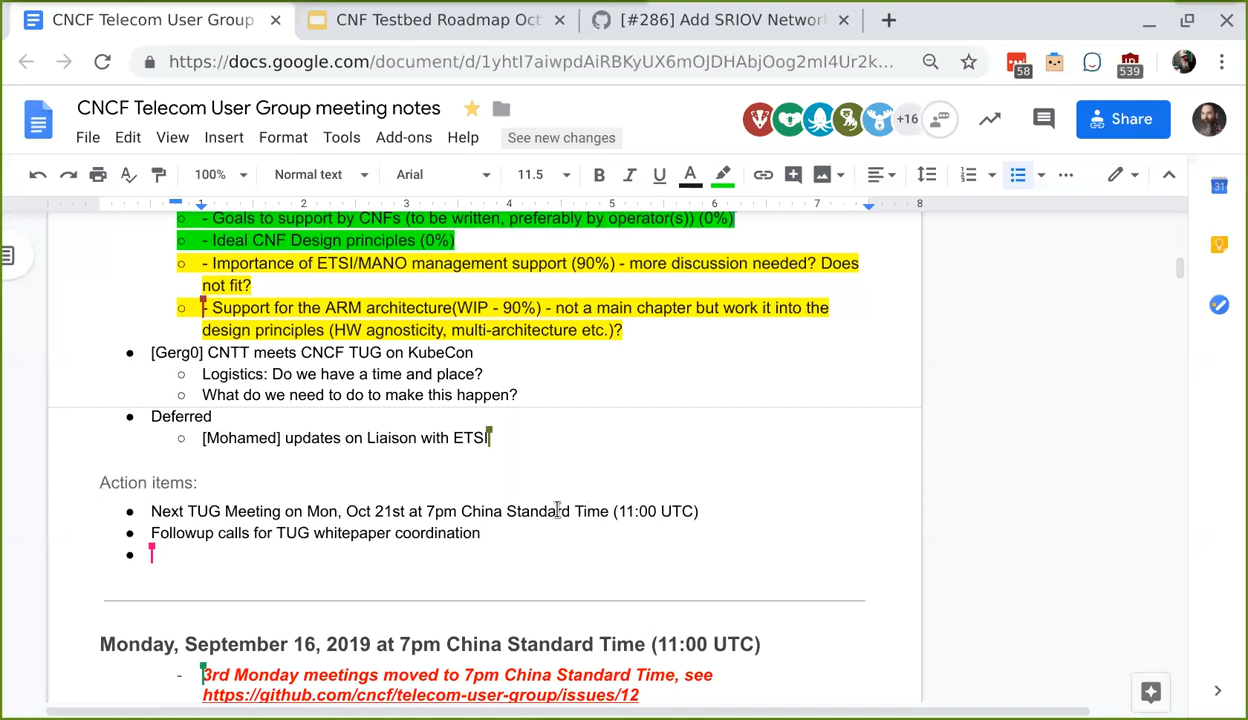 CNCF Telecom User Group
CNF Testbed Roadmap Oct
[#286] Add SRIOV Networ
https://docs.google.com/document/d/1yhtI7aiwpdAiRBKyUX6mOJDHAbjOog2mI4Ur2k...
58
539
CNCF Telecom User Group meeting notes
+16
Share
File Edit View Insert Format Tools Add-ons Help See new changes
100% Normal text Arial 11.5 B I U A
1 2 3 4 5 6 7 8
31
- Goals to support by CNFs (to be written, preferably by operator(s)) (0%)
- Ideal CNF Design principles (0%)
- Importance of ETSI/MANO management support (90%) - more discussion needed? Does
not fit?
- Support for the ARM architecture(WIP - 90%) - not a main chapter but work it into the
design principles (HW agnosticity, multi-architecture etc.)?
[Gerg0] CNTT meets CNCF TUG on KubeCon
Logistics: Do we have a time and place?
What do we need to do to make this happen?
Deferred
[Mohamed] updates on Liaison with ETSI
Action items:
Next TUG Meeting on Mon, Oct 21st at 7pm China Standard Time (11:00 UTC)
Followup calls for TUG whitepaper coordination
Monday, September 16, 2019 at 7pm China Standard Time (11:00 UTC)
- 3rd Monday meetings moved to 7pm China Standard Time, see
https://github.com/cncf/telecom-user-group/issues/12